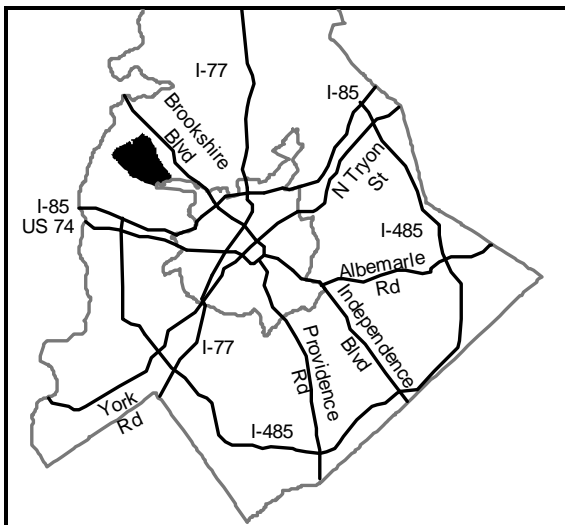 I-77
I-85
Brookshire
Blvd
N Tryon
St
I-85
US 74
I-485
Albemarle
Rd
Independence
Blvd
Providence
Rd
I-77
York
Rd
I-485